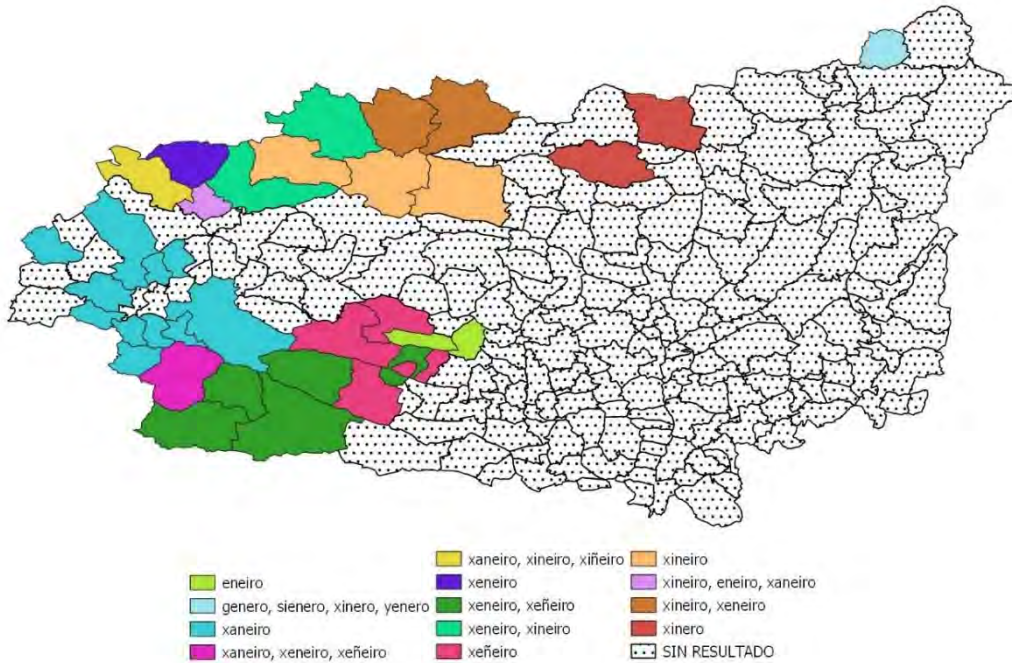 eneiro
genero, sienero, xinero, yenero
xaneiro
xaneiro, xeneiro, xeñeiro
xaneiro, xineiro, xiñeiro
xeneiro
xeneiro, xeñeiro
xeneiro, xineiro
xeñeiro
xineiro
xineiro, eneiro, xaneiro
xineiro, xeneiro
xinero
SIN RESULTADO